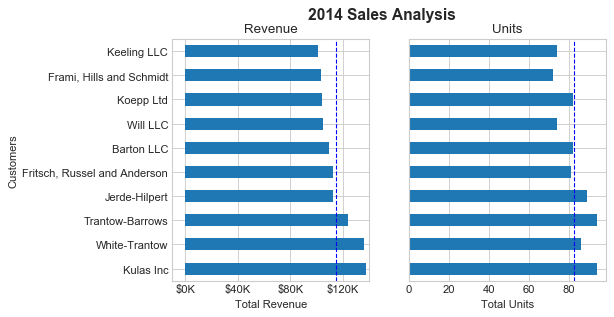 2014 Sales Analysis
Revenue
Units
Customers
Keeling LLC
Frami, Hills and Schmidt
Koepp Ltd
Will LLC
Barton LLC
Fritsch, Russel and Anderson
Jerde-Hilpert
Trantow-Barrows
White-Trantow
Kulas Inc
$0K $40K $80K $120K
Total Revenue
0 20 40 60 80
Total Units